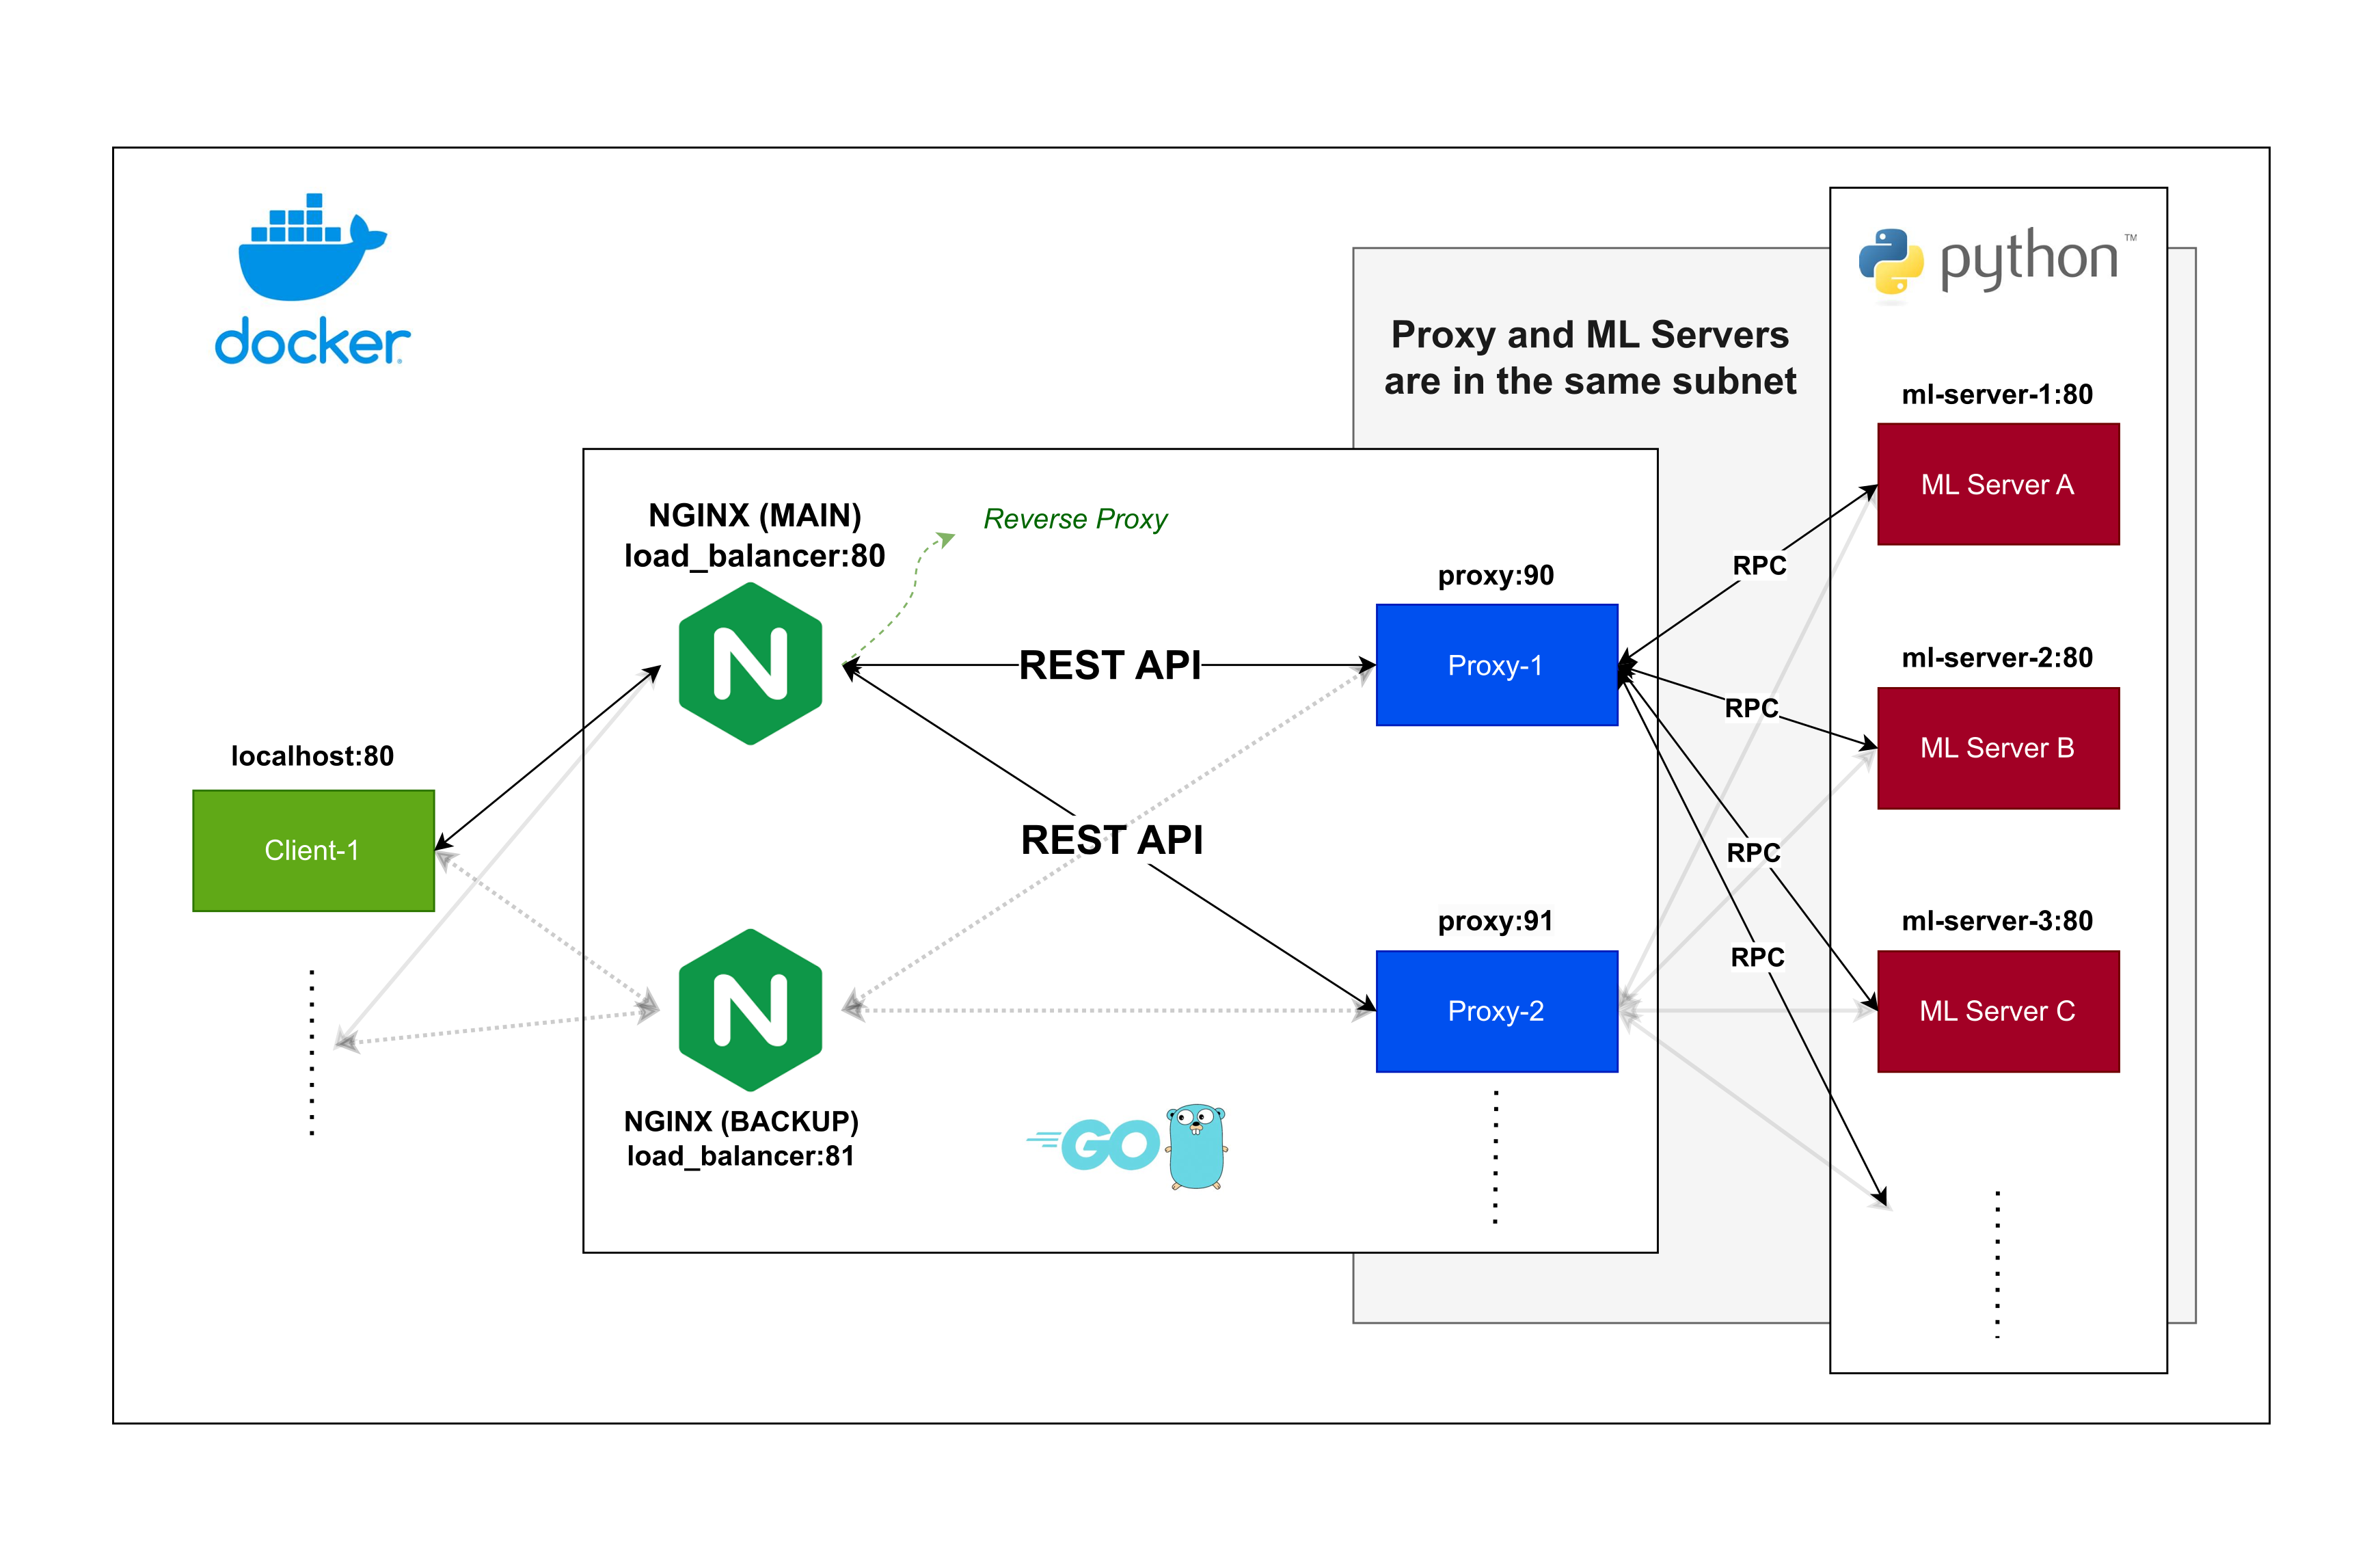 docker
python™
Proxy and ML Servers
are in the same subnet
ml-server-1:80
ML Server A
NGINX (MAIN)
load_balancer:80
Reverse Proxy
proxy:90
RPC
REST API
Proxy-1
ml-server-2:80
RPC
ML Server B
localhost:80
Client-1
REST API
RPC
proxy:91
ml-server-3:80
RPC
Proxy-2
ML Server C
NGINX (BACKUP)
load_balancer:81
GO